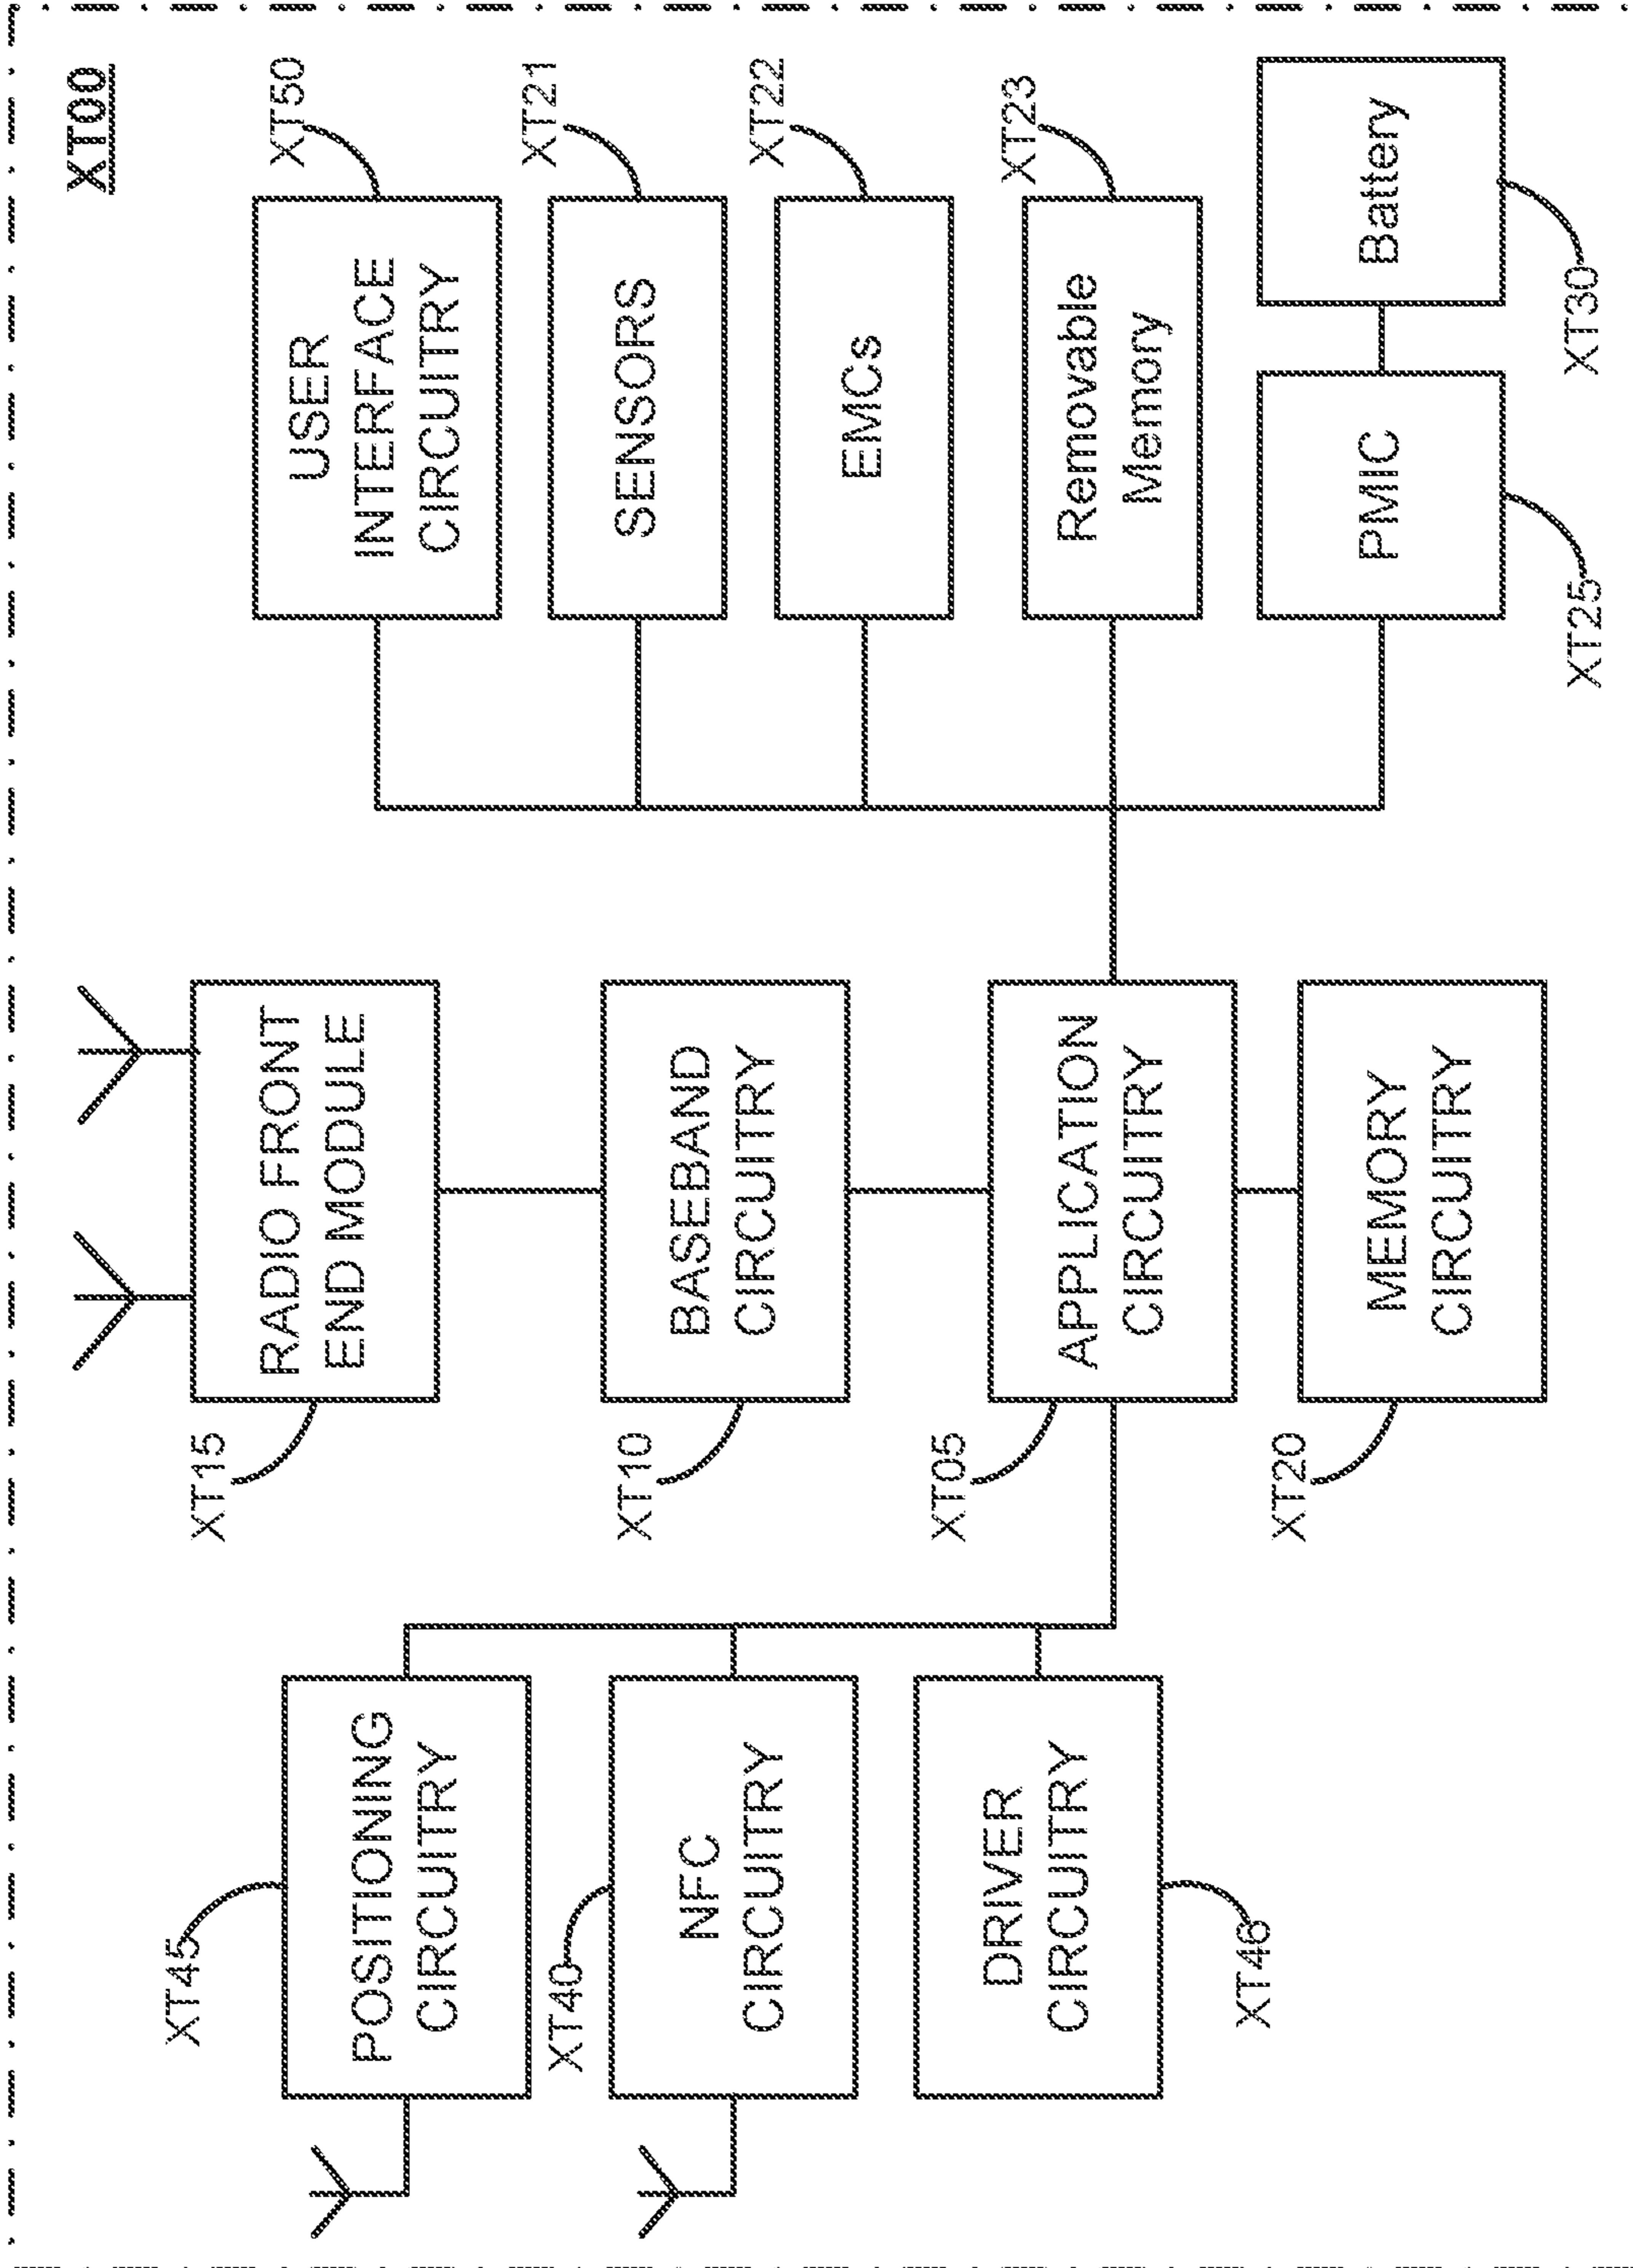 XT00
XT45
POSITIONING
CIRCUITRY
XT40
NFC
CIRCUITRY
DRIVER
CIRCUITRY
XT46
XT15
RADIO FRONT
END MODULE
XT10
BASEBAND
CIRCUITRY
XT05
APPLICATION
CIRCUITRY
XT20
MEMORY
CIRCUITRY
XT50
USER
INTERFACE
CIRCUITRY
XT21
SENSORS
XT22
EMCs
XT23
Removable
Memory
PMIC
XT25
Battery
XT30